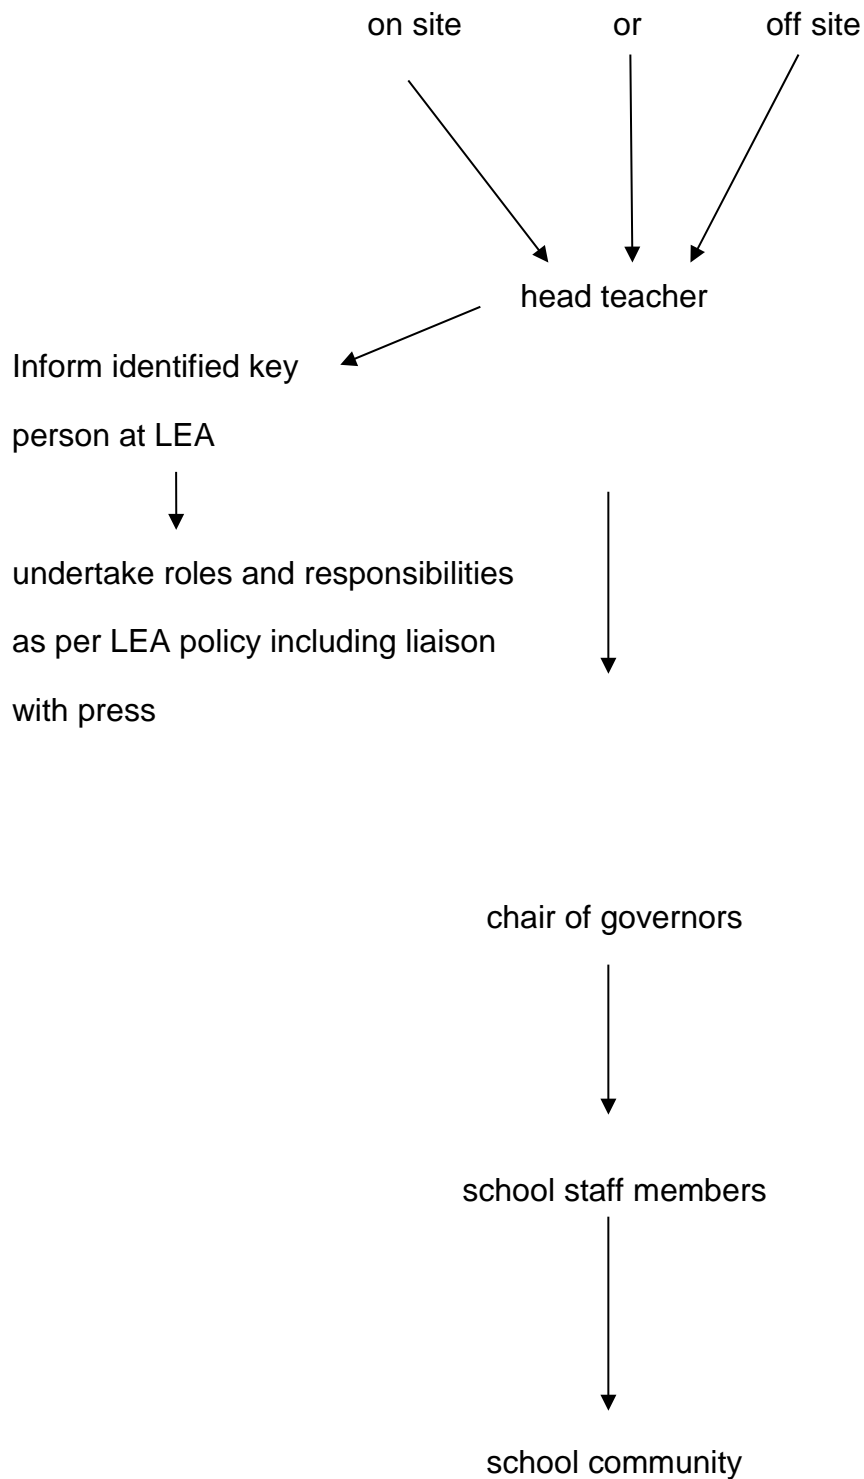 on site or off site
head teacher
Inform identified key
person at LEA
undertake roles and responsibilities
as per LEA policy including liaison
with press
chair of governors
school staff members
school community